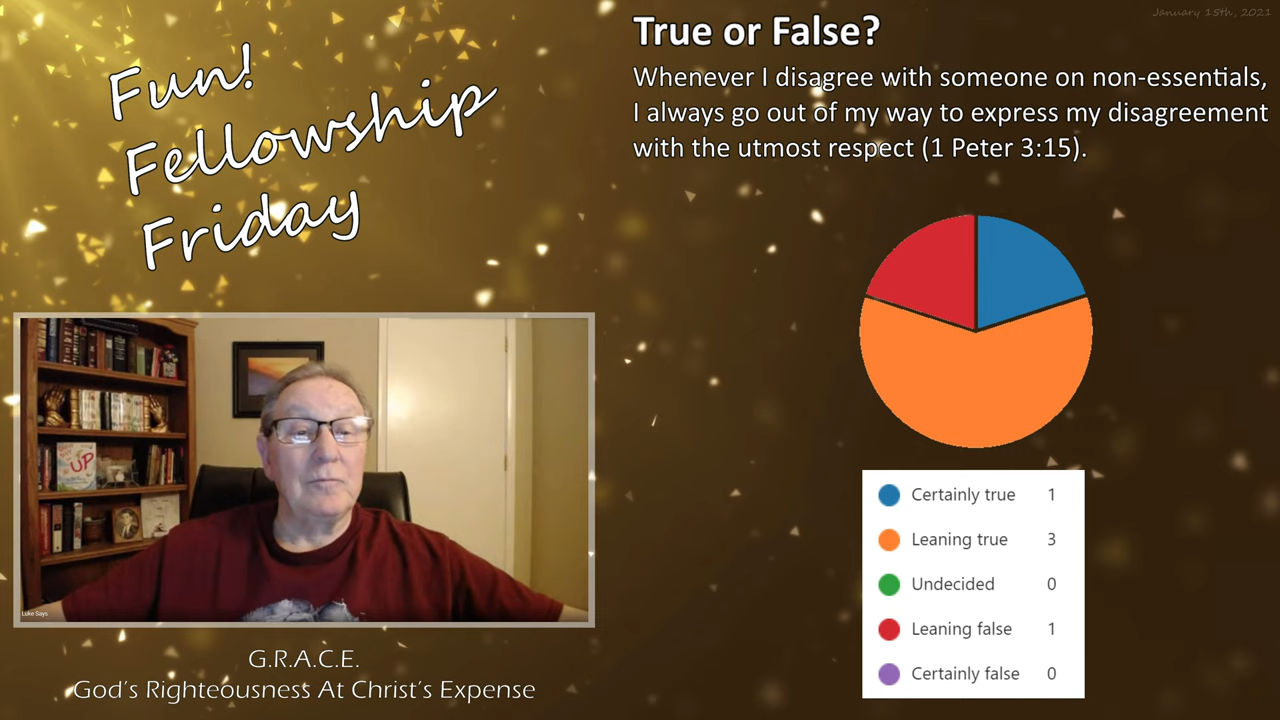 January 15th, 2021
Fun!
Fellowship
Friday
True or False?
Whenever I disagree with someone on non-essentials,
I always go out of my way to express my disagreement
with the utmost respect (1 Peter 3:15).
UP
Luke Says
Certainly true 1
Leaning true 3
Undecided 0
Leaning false 1
Certainly false 0
G.R.A.C.E.
God's Righteousness At Christ's Expense